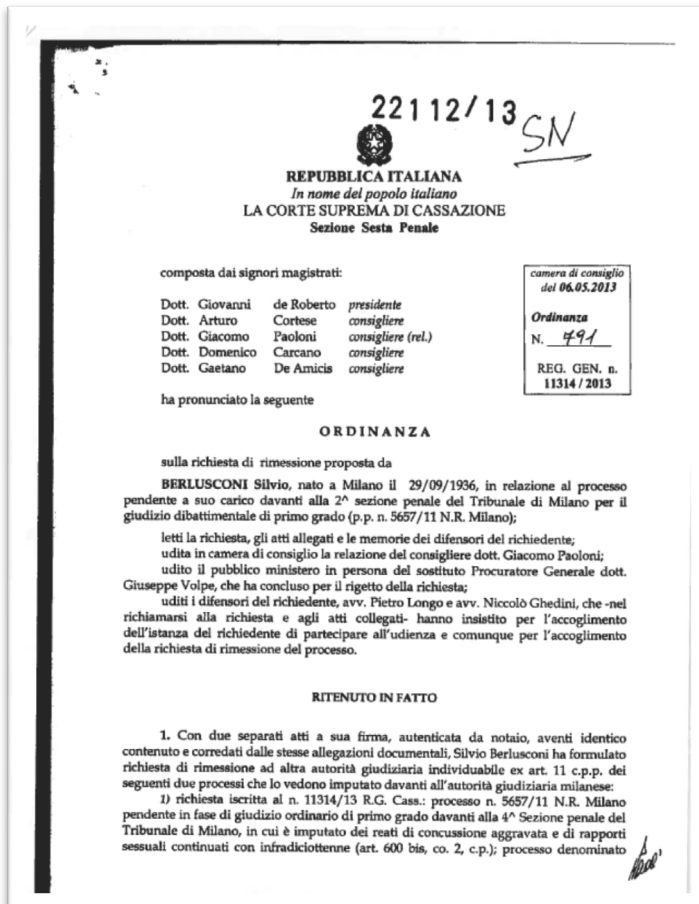 22112/13
SN
REPUBBLICA ITALIANA
In nome del popolo italiano
LA CORTE SUPREMA DI CASSAZIONE
Sezione Sesta Penale
composta dai signori magistrati:
Dott. Giovanni de Roberto presidente
Dott. Arturo Cortese consigliere
Dott. Giacomo Paoloni consigliere (rel.)
Dott. Domenico Carcano consigliere
Dott. Gaetano De Amicis consigliere
camera di consiglio
del 06.05.2013
Ordinanza
N. 791
REG. GEN. n.
11314 / 2013
ha pronunciato la seguente
ORDINANZA
sulla richiesta di rimessione proposta da
BERLUSCONI Silvio, nato a Milano il 29/09/1936, in relazione al processo
pendente a suo carico davanti alla 2^ sezione penale del Tribunale di Milano per il
giudizio dibattimentale di primo grado (p.p. n. 5657/11 N.R. Milano);
letti la richiesta, gli atti allegati e le memorie dei difensori del richiedente;
udita in camera di consiglio la relazione del consigliere dott. Giacomo Paoloni;
udito il pubblico ministero in persona del sostituto Procuratore Generale dott.
Giuseppe Volpe, che ha concluso per il rigetto della richiesta;
uditi i difensori del richiedente, avv. Pietro Longo e avv. Niccolò Ghedini, che -nel
richiamarsi alla richiesta e agli atti collegati- hanno insistito per l'accoglimento
dell'istanza del richiedente di partecipare all'udienza e comunque per l'accoglimento
della richiesta di rimessione del processo.
RITENUTO IN FATTO
1. Con due separati atti a sua firma, autenticata da notaio, aventi identico
contenuto e corredati dalle stesse allegazioni documentali, Silvio Berlusconi ha formulato
richiesta di rimessione ad altra autorità giudiziaria individuabile ex art. 11 c.p.p. dei
seguenti due processi che lo vedono imputato davanti all'autorità giudiziaria milanese:
1) richiesta iscritta al n. 11314/13 R.G. Cass.: processo n. 5657/11 N.R. Milano
pendente in fase di giudizio ordinario di primo grado davanti alla 4^ Sezione penale del
Tribunale di Milano, in cui è imputato dei reati di concussione aggravata e di rapporti
sessuali continuati con infradiciottenne (art. 600 bis, co. 2, c.p.); processo denominato